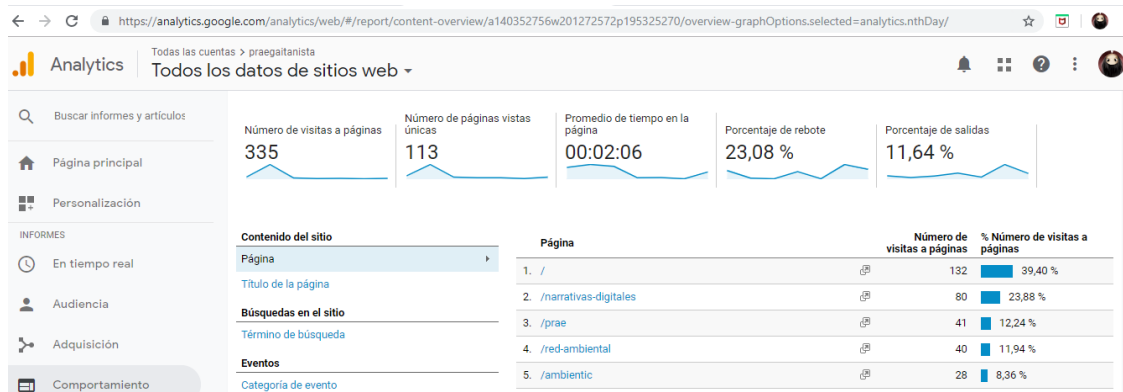 https://analytics.google.com/analytics/web/#/report/content-overview/a140352756w201272572p195325270/overview-graphOptions.selected=analytics.nthDay/
Analytics
Todas las cuentas > praegaitanista
Todos los datos de sitios web
Buscar informes y artículos
Página principal
Personalización
INFORMES
En tiempo real
Audiencia
Adquisición
Comportamiento
Número de visitas a páginas
335
Número de páginas vistas
únicas
113
Promedio de tiempo en la
página
00:02:06
Porcentaje de rebote
23,08 %
Porcentaje de salidas
11,64 %
Contenido del sitio
Página
Título de la página
Búsquedas en el sitio
Término de búsqueda
Eventos
Categoría de evento
Página
Número de
visitas a páginas
% Número de visitas a
páginas
1. / 132 39,40 %
2. /narrativas-digitales 80 23,88 %
3. /prae 41 12,24 %
4. /red-ambiental 40 11,94 %
5. /ambientic 28 8,36 %